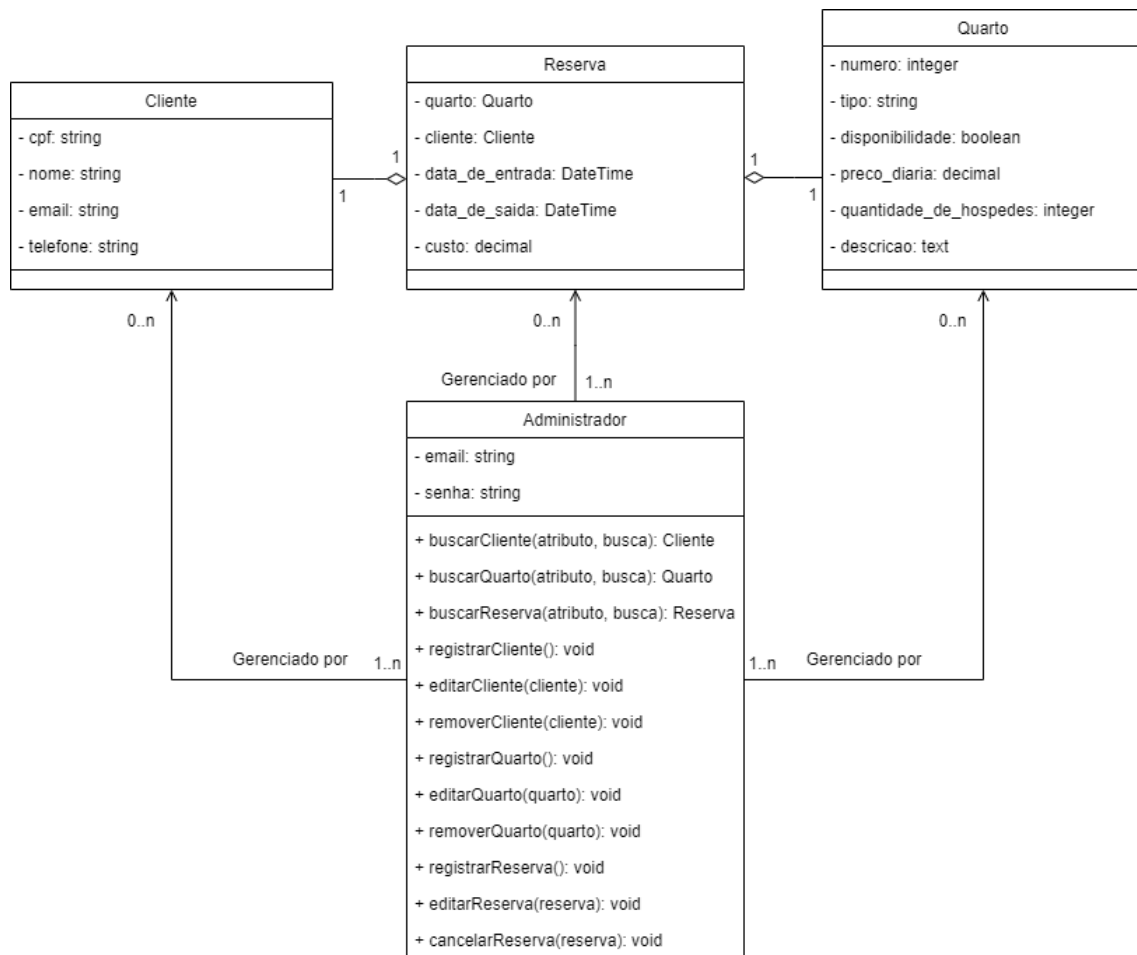 Cliente
- cpf: string
- nome: string
- email: string
- telefone: string
Reserva
- quarto: Quarto
- cliente: Cliente
- data_de_entrada: DateTime
- data_de_saida: DateTime
- custo: decimal
Quarto
- numero: integer
- tipo: string
- disponibilidade: boolean
- preco_diaria: decimal
- quantidade_de_hospedes: integer
- descricao: text
1
1
1
1
0..n
0..n
0..n
Gerenciado por
1..n
Administrador
- email: string
- senha: string
+ buscarCliente(atributo, busca): Cliente
+ buscarQuarto(atributo, busca): Quarto
+ buscarReserva(atributo, busca): Reserva
+ registrarCliente(): void
+ editarCliente(cliente): void
+ removerCliente(cliente): void
+ registrarQuarto(): void
+ editarQuarto(quarto): void
+ removerQuarto(quarto): void
+ registrarReserva(): void
+ editarReserva(reserva): void
+ cancelarReserva(reserva): void
Gerenciado por
1..n
1..n
Gerenciado por